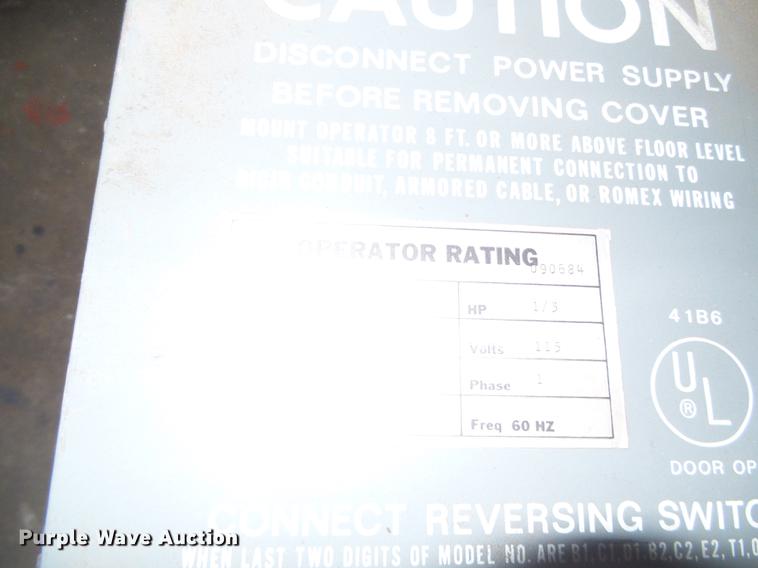 CAUTION
DISCONNECT POWER SUPPLY
BEFORE REMOVING COVER
MOUNT OPERATOR 8 FT. OR MORE ABOVE FLOOR LEVEL
SUITABLE FOR PERMANENT CONNECTION TO
RIGID CONDUIT, ARMORED CABLE, OR ROMEX WIRING
OPERATOR RATING
090684
HP 1/3
Volts 115
Phase 1
Freq 60 HZ
41B6
UL
®
DOOR OP
CONNECT REVERSING SWITC
WHEN LAST TWO DIGITS OF MODEL NO. ARE B1, C1, D1, B2, C2, E2, T1,
Purple Wave Auction